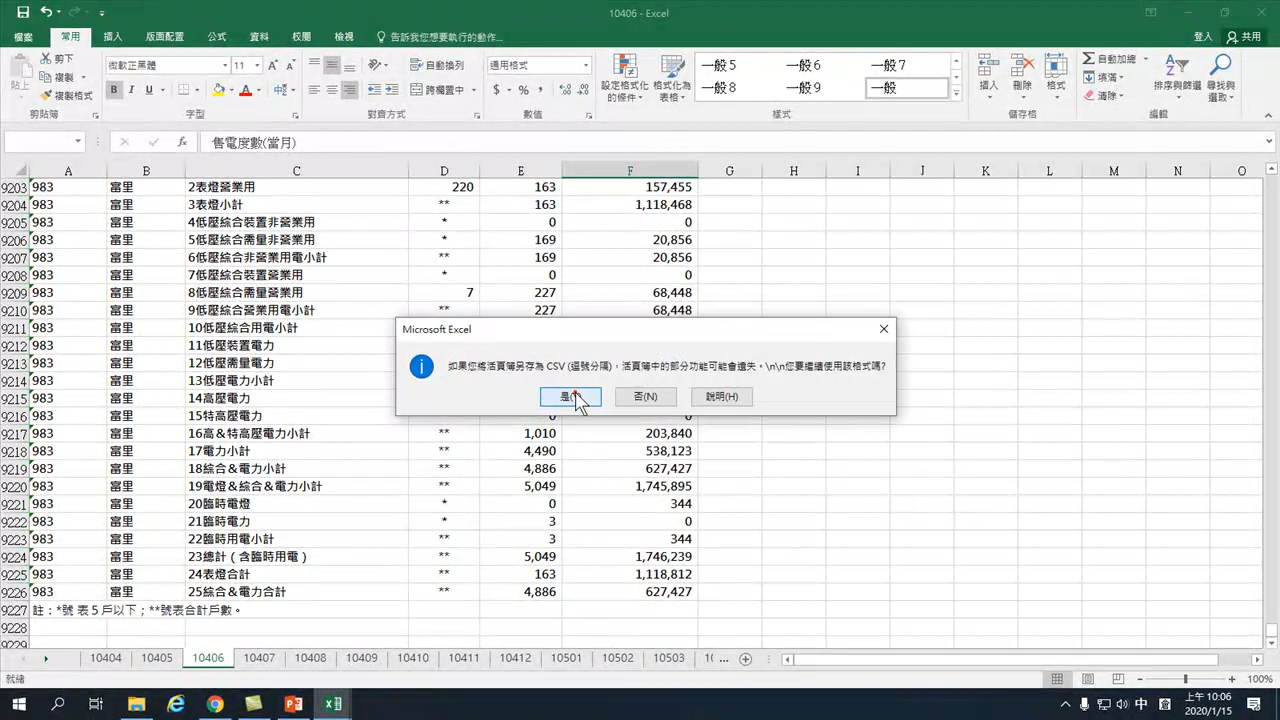 10406 - Excel
檔案 常用 插入 版面配置 公式 資料 校閱 檢視 告訴我您想要執行的動作... 登入 共用
貼上 剪下 複製 複製格式 剪貼簿
微軟正黑體 11 字型
自動換列 跨欄置中 對齊方式
通用格式 數值
設定格式化的條件 格式化為表格
一般 5 一般 6 一般 7
一般 8 一般 9 一般
樣式
插入 刪除 格式 儲存格
自動加總 填滿 清除 排序與篩選 尋找與選取 編輯
fx 售電度數(當月)
A B C D E F G H I J K L M N O
9203 983 富里 2表燈營業用 220 163 157,455
9204 983 富里 3表燈小計 ** 163 1,118,468
9205 983 富里 4低壓綜合裝置非營業用 * 0 0
9206 983 富里 5低壓綜合需量非營業用 * 169 20,856
9207 983 富里 6低壓綜合非營業用電小計 ** 169 20,856
9208 983 富里 7低壓綜合裝置營業用 * 0 0
9209 983 富里 8低壓綜合需量營業用 7 227 68,448
9210 983 富里 9低壓綜合營業用電小計 ** 227 68,448
9211 983 富里 10低壓綜合用電小計
9212 983 富里 11低壓裝置電力
9213 983 富里 12低壓需量電力
9214 983 富里 13低壓電力小計
9215 983 富里 14高壓電力
9216 983 富里 15特高壓電力 * 0 0
9217 983 富里 16高＆特高壓電力小計 ** 1,010 203,840
9218 983 富里 17電力小計 ** 4,490 538,123
9219 983 富里 18綜合＆電力小計 ** 4,886 627,427
9220 983 富里 19電燈＆綜合＆電力小計 ** 5,049 1,745,895
9221 983 富里 20臨時電燈 * 0 344
9222 983 富里 21臨時電力 * 3 0
9223 983 富里 22臨時用電小計 ** 3 344
9224 983 富里 23總計（含臨時用電） ** 5,049 1,746,239
9225 983 富里 24表燈合計 ** 163 1,118,812
9226 983 富里 25綜合＆電力合計 ** 4,886 627,427
9227 註：*號 表５戶以下；**號表合計戶數。
9228
9229
Microsoft Excel
如果您將活頁簿另存為 CSV (逗號分隔)，活頁簿中的部分功能可能會遺失。\n\n您要繼續使用該格式嗎?
是 否(N) 說明(H)
10404 10405 10406 10407 10408 10409 10410 10411 10412 10501 10502 10503 ...
就緒 100%
中 上午 10:06
2020/1/15